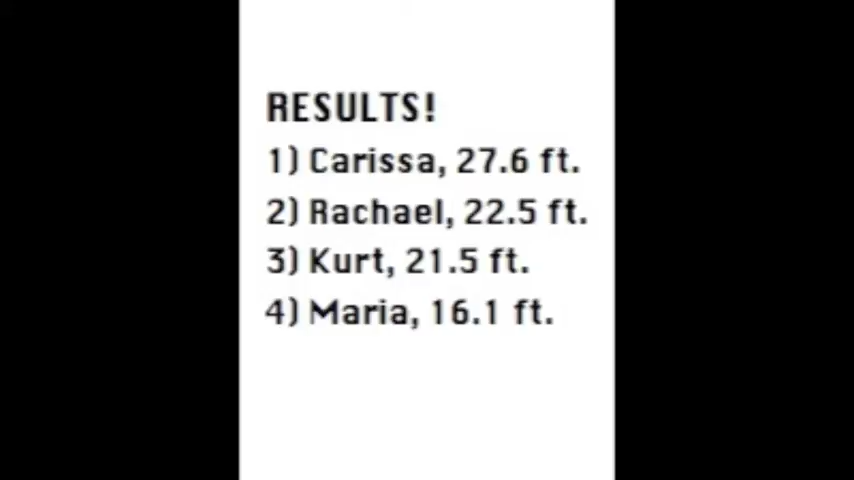 RESULTS!
1) Carissa, 27.6 ft.
2) Rachael, 22.5 ft.
3) Kurt, 21.5 ft.
4) Maria, 16.1 ft.